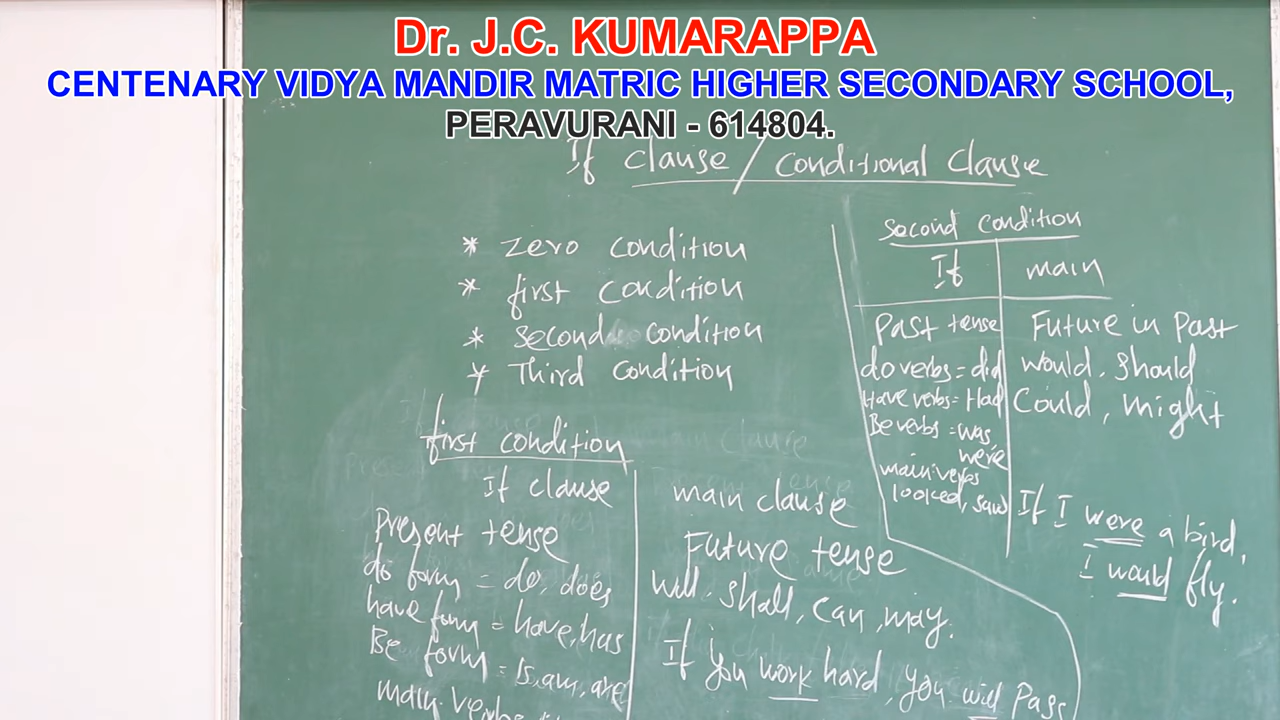 Dr. J.C. KUMARAPPA
CENTENARY VIDYA MANDIR MATRIC HIGHER SECONDARY SCHOOL,
PERAVURANI - 614804.
If clause / Conditional Clause
* Zero condition
* first condition
* Second condition
* Third condition
first condition
If clause
Present tense
do form = do, does
have form = have, has
Be form = is, am, are
main verbs
main clause
Future tense
will, shall, can, may.
If you work hard, you will pass
Second condition
If
main
Past tense
do verbs = did
Have verbs = Had
Be verbs = was
were
main verbs
looked, saw
Future in Past
would, should
Could, might
If I were a bird,
I would fly.